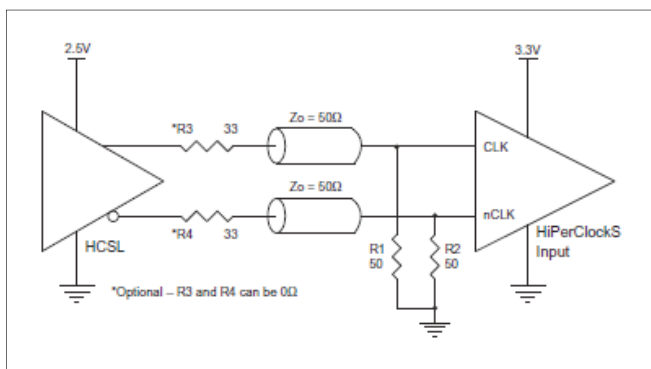 2.5V
3.3V
*R3 33
Zo = 50Ω
CLK
Zo = 50Ω
*R4 33
nCLK
HCSL
R1
50
R2
50
HiPerClockS
Input
*Optional – R3 and R4 can be 0Ω